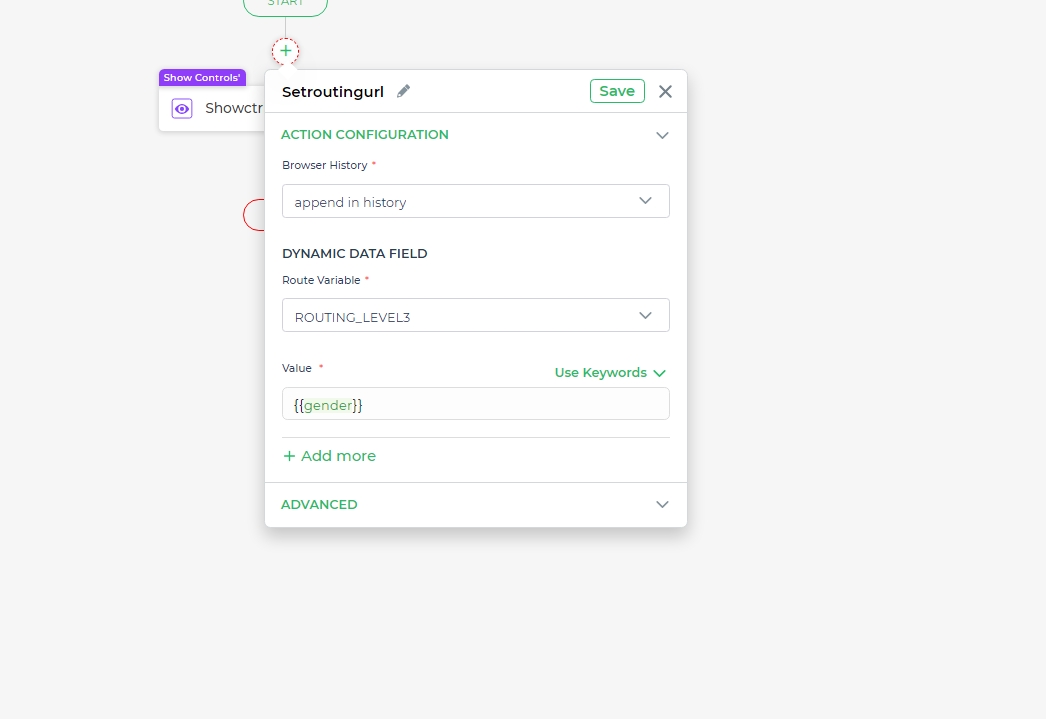 START
+
Show Controls'
Showctr
Setroutingurl
Save
ACTION CONFIGURATION
Browser History *
append in history
DYNAMIC DATA FIELD
Route Variable *
ROUTING_LEVEL3
Value *
Use Keywords
{{gender}}
+ Add more
ADVANCED